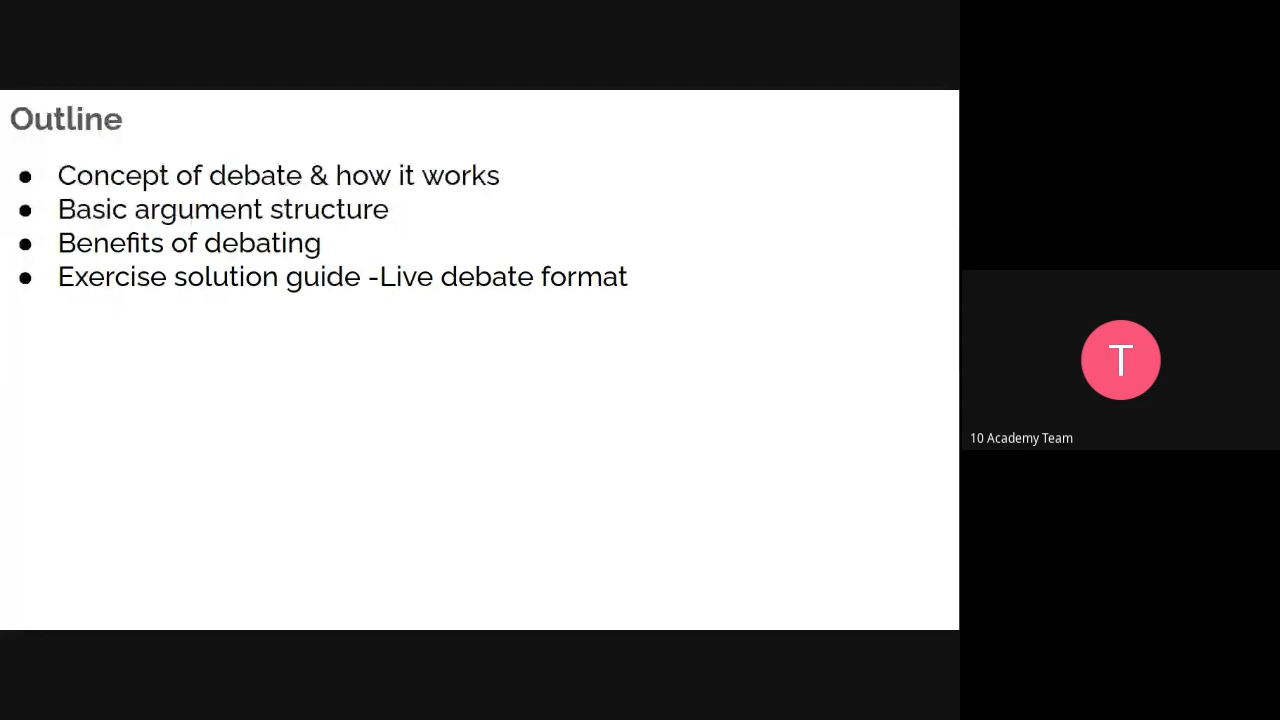 Outline
● Concept of debate & how it works
● Basic argument structure
● Benefits of debating
● Exercise solution guide -Live debate format
T
10 Academy Team